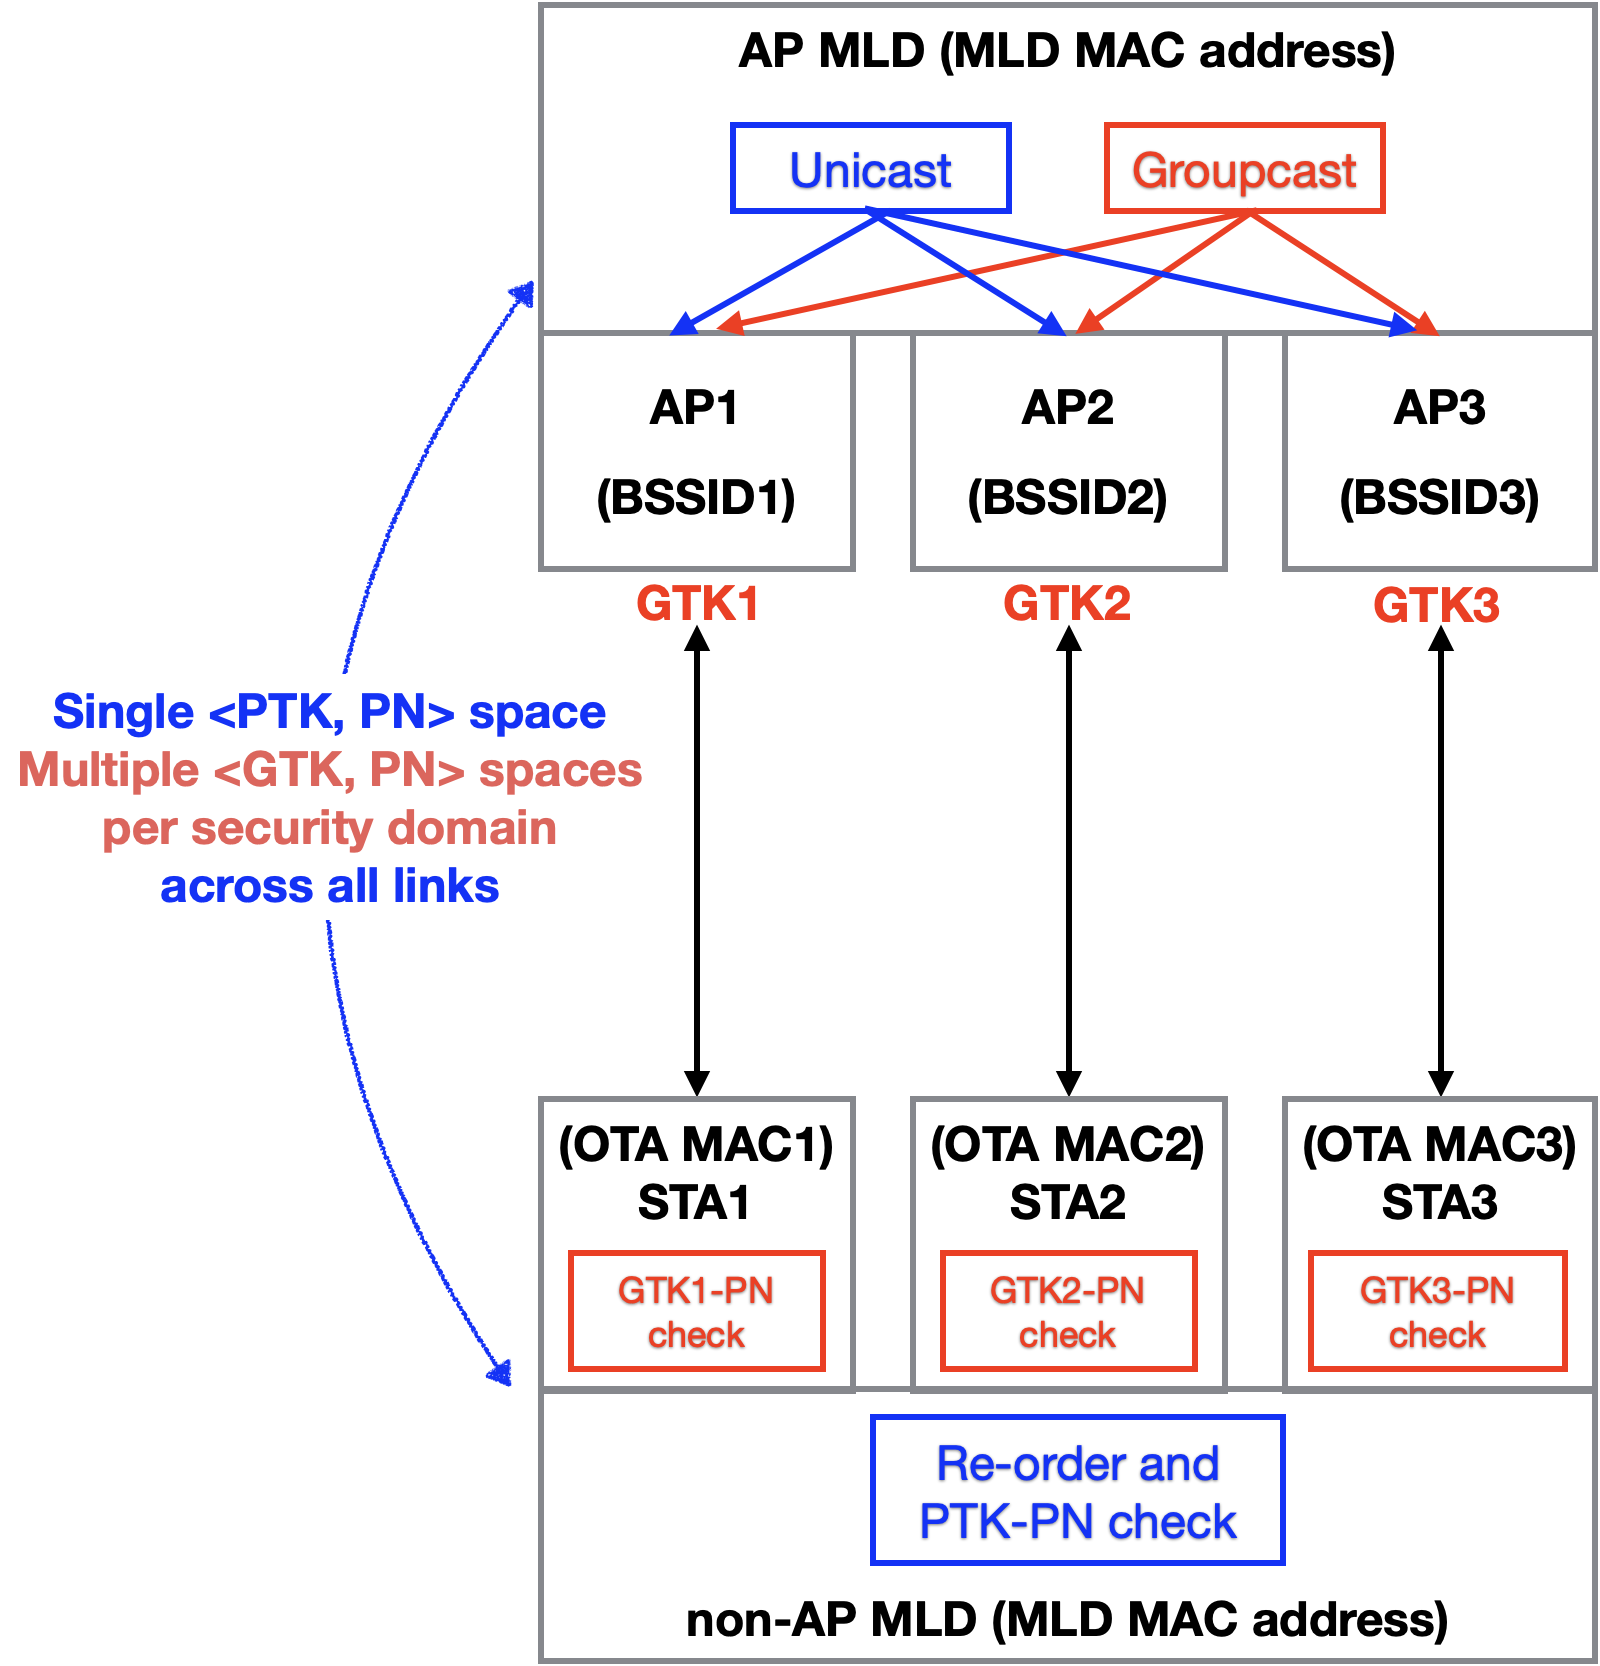 AP MLD (MLD MAC address)
Unicast
Groupcast
AP1
(BSSID1)
AP2
(BSSID2)
AP3
(BSSID3)
GTK1
GTK2
GTK3
Single <PTK, PN> space
Multiple <GTK, PN> spaces
per security domain
across all links
(OTA MAC1)
STA1
GTK1-PN
check
(OTA MAC2)
STA2
GTK2-PN
check
(OTA MAC3)
STA3
GTK3-PN
check
Re-order and
PTK-PN check
non-AP MLD (MLD MAC address)